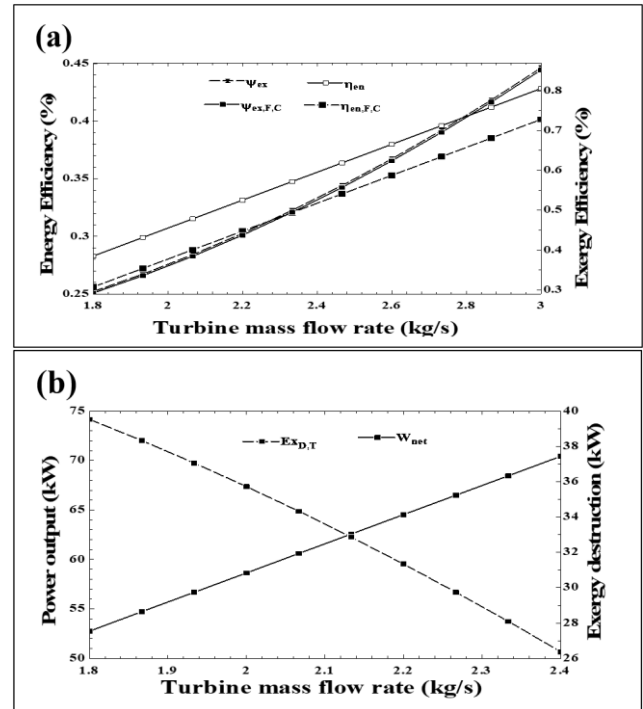 (a)
ψex
ηen
ψex,F,C
ηen,F,C
Energy Efficiency (%)
0.45
0.4
0.35
0.3
0.25
Exergy Efficiency (%)
0.8
0.7
0.6
0.5
0.4
0.3
1.8 2 2.2 2.4 2.6 2.8 3
Turbine mass flow rate (kg/s)
(b)
ExD,T
Wnet
Power output (kW)
75
70
65
60
55
50
Exergy destruction (kW)
40
38
36
34
32
30
28
26
1.8 1.9 2 2.1 2.2 2.3 2.4
Turbine mass flow rate (kg/s)